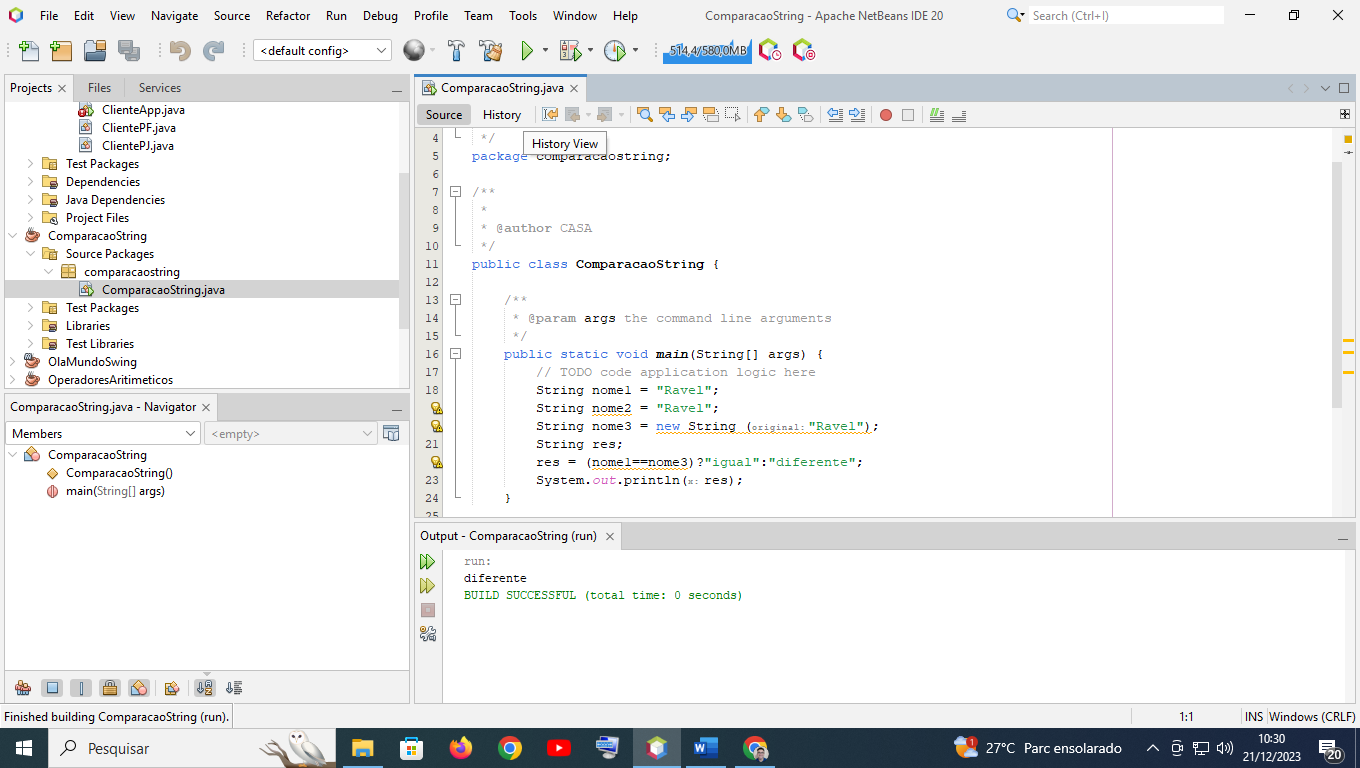 File Edit View Navigate Source Refactor Run Debug Profile Team Tools Window Help
ComparacaoString - Apache NetBeans IDE 20
Search (Ctrl+I)
<default config>
514,4/580,0MB
Projects Files Services
ClienteApp.java
ClientePF.java
ClientePJ.java
Test Packages
Dependencies
Java Dependencies
Project Files
ComparacaoString
Source Packages
comparacaostring
ComparacaoString.java
Test Packages
Libraries
Test Libraries
OlaMundoSwing
OperadoresAritimeticos
ComparacaoString.java - Navigator
Members <empty>
ComparacaoString
ComparacaoString()
main(String[] args)
ComparacaoString.java
Source History
History View
4 */
5 package comparacaostring;
6
7 /**
8 *
9 * @author CASA
10 */
11 public class ComparacaoString {
12
13 /**
14 * @param args the command line arguments
15 */
16 public static void main(String[] args) {
17 // TODO code application logic here
18 String nome1 = "Ravel";
String nome2 = "Ravel";
String nome3 = new String (original:"Ravel");
21 String res;
res = (nome1==nome3)?"igual":"diferente";
23 System.out.println(x: res);
24 }
25
Output - ComparacaoString (run)
run:
diferente
BUILD SUCCESSFUL (total time: 0 seconds)
Finished building ComparacaoString (run).
1:1 INS Windows (CRLF)
Pesquisar
1
27°C Parc ensolarado
10:30
21/12/2023
20